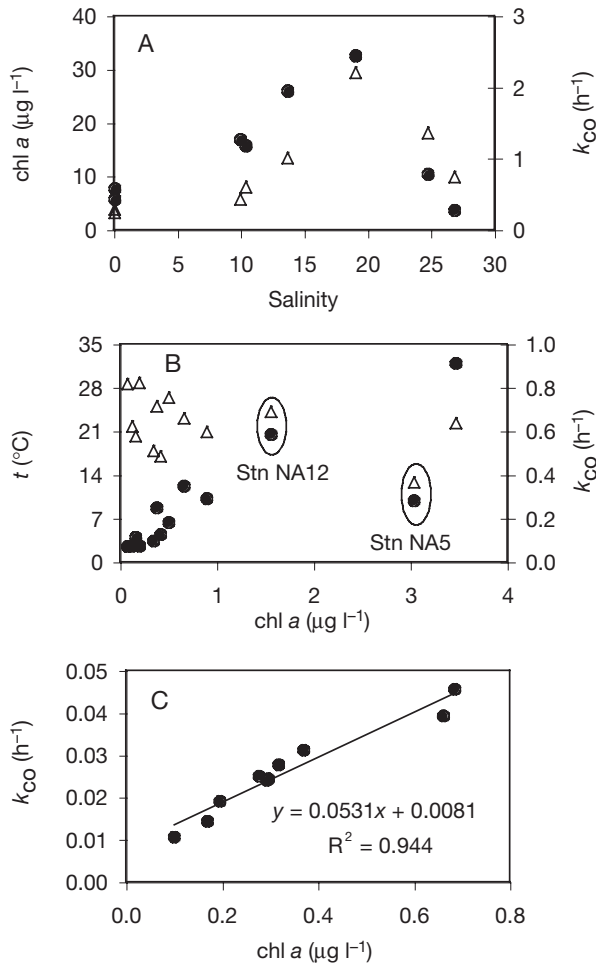 A
chl a (µg l–1)
kCO (h–1)
40
30
20
10
0
3
2
1
0
0 5 10 15 20 25 30
Salinity
B
t (°C)
kCO (h–1)
35
28
21
14
7
0
1.0
0.8
0.6
0.4
0.2
0.0
Stn NA12
Stn NA5
0 1 2 3 4
chl a (µg l–1)
C
kCO (h–1)
0.05
0.04
0.03
0.02
0.01
0.00
y = 0.0531x + 0.0081
R2 = 0.944
0.0 0.2 0.4 0.6 0.8
chl a (µg l–1)